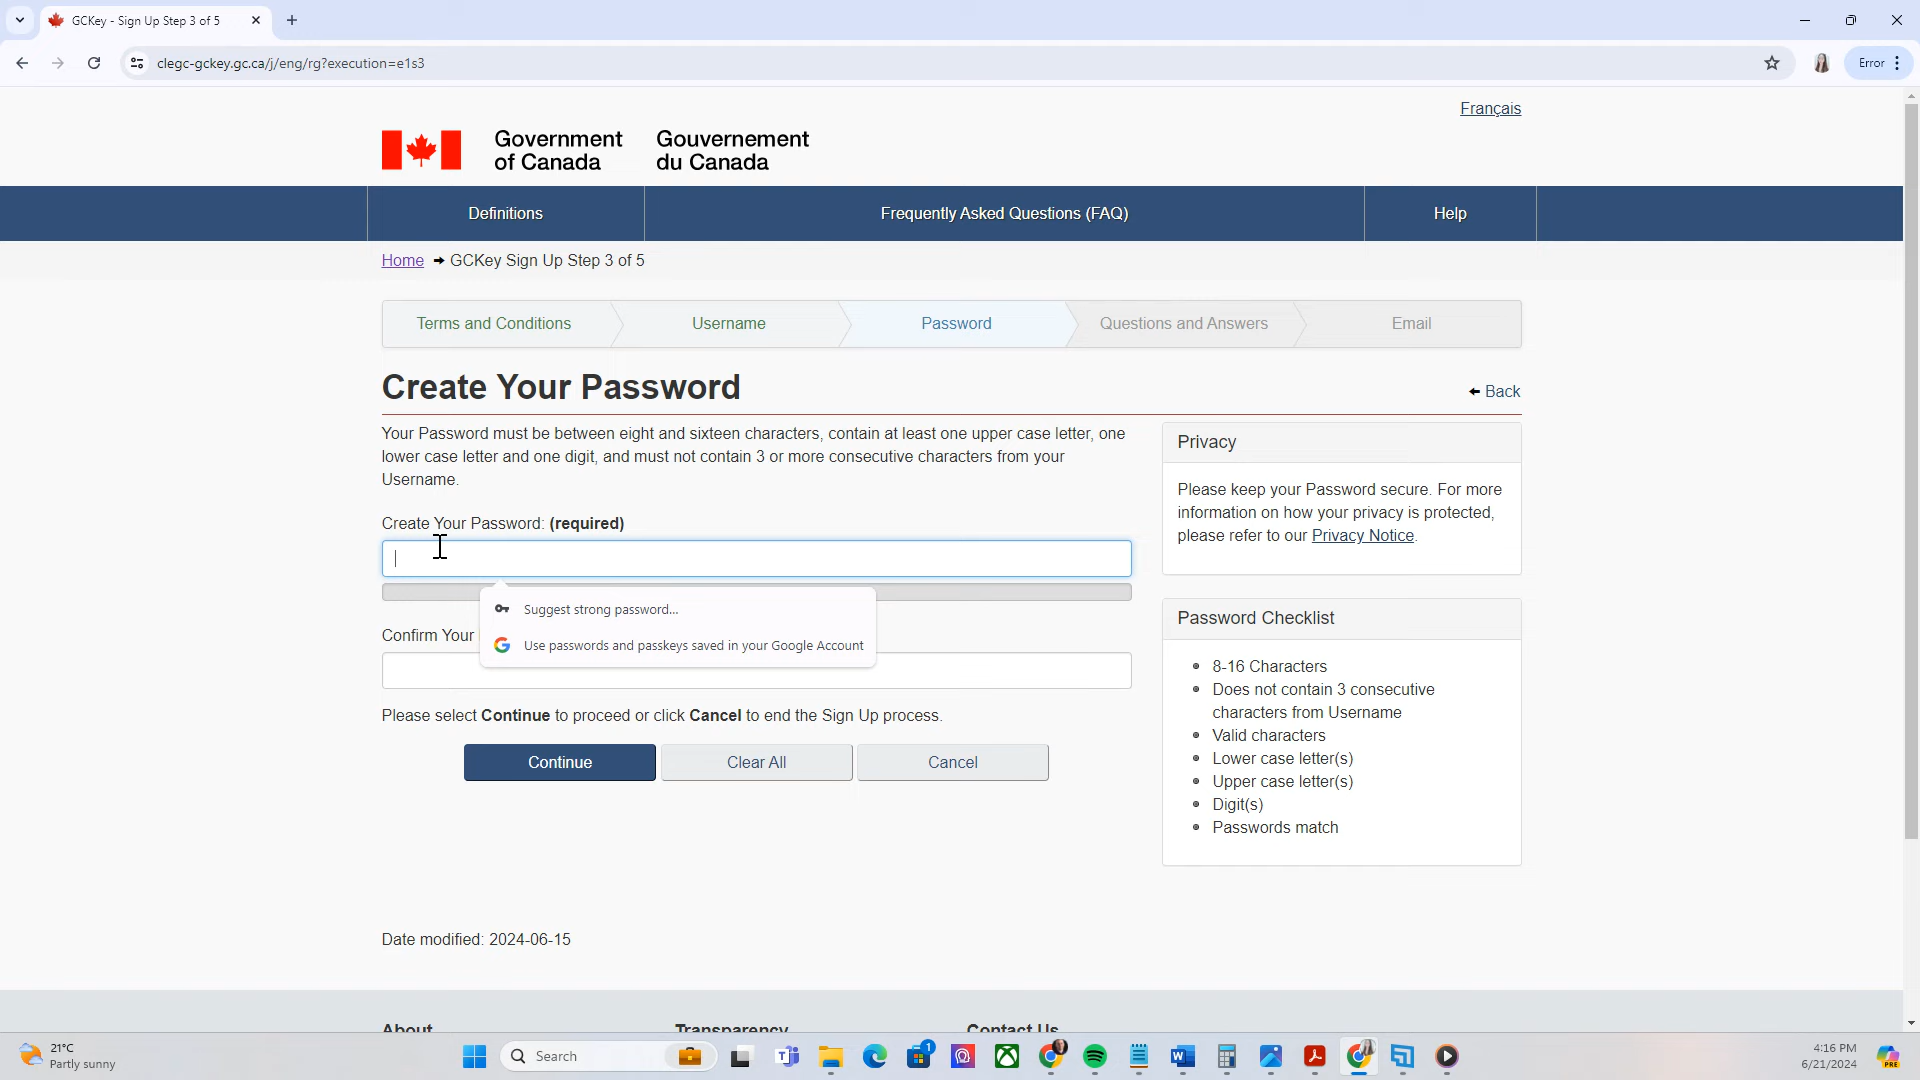 GCKey - Sign Up Step 3 of 5
clegc-gckey.gc.ca/j/eng/rg?execution=e1s3
Error
Français
Government of Canada
Gouvernement du Canada
Definitions
Frequently Asked Questions (FAQ)
Help
Home → GCKey Sign Up Step 3 of 5
Terms and Conditions
Username
Password
Questions and Answers
Email
Create Your Password
Back
Your Password must be between eight and sixteen characters, contain at least one upper case letter, one
lower case letter and one digit, and must not contain 3 or more consecutive characters from your
Username.
Create Your Password: (required)
Suggest strong password...
Use passwords and passkeys saved in your Google Account
Confirm Your
Please select Continue to proceed or click Cancel to end the Sign Up process.
Continue
Clear All
Cancel
Privacy
Please keep your Password secure. For more
information on how your privacy is protected,
please refer to our Privacy Notice.
Password Checklist
8-16 Characters
Does not contain 3 consecutive
characters from Username
Valid characters
Lower case letter(s)
Upper case letter(s)
Digit(s)
Passwords match
Date modified: 2024-06-15
About
Transparency
Contact Us
21°C
Partly sunny
Search
1
4:16 PM
6/21/2024
PRE